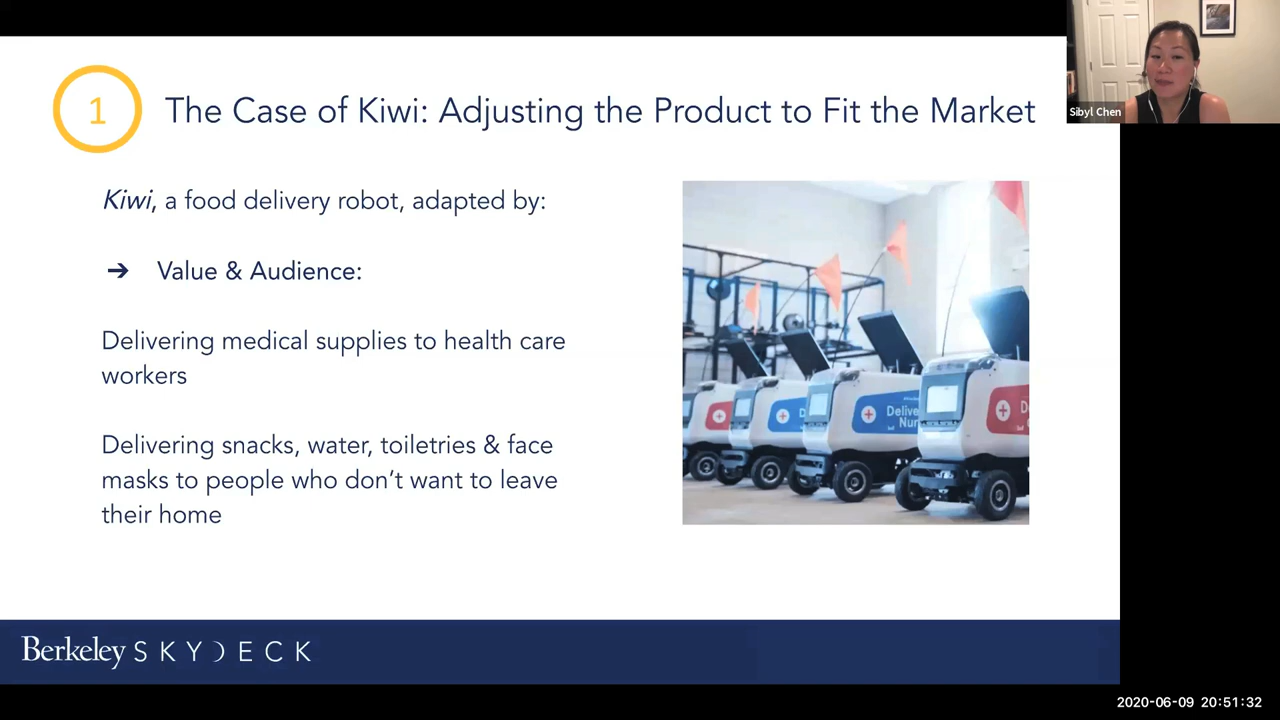 1
The Case of Kiwi: Adjusting the Product to Fit the Market
Sibyl Chen
Kiwi, a food delivery robot, adapted by:
➔ Value & Audience:
Delivering medical supplies to health care
workers
Delivering snacks, water, toiletries & face
masks to people who don’t want to leave
their home
Berkeley SKYDECK
2020-06-09 20:51:32